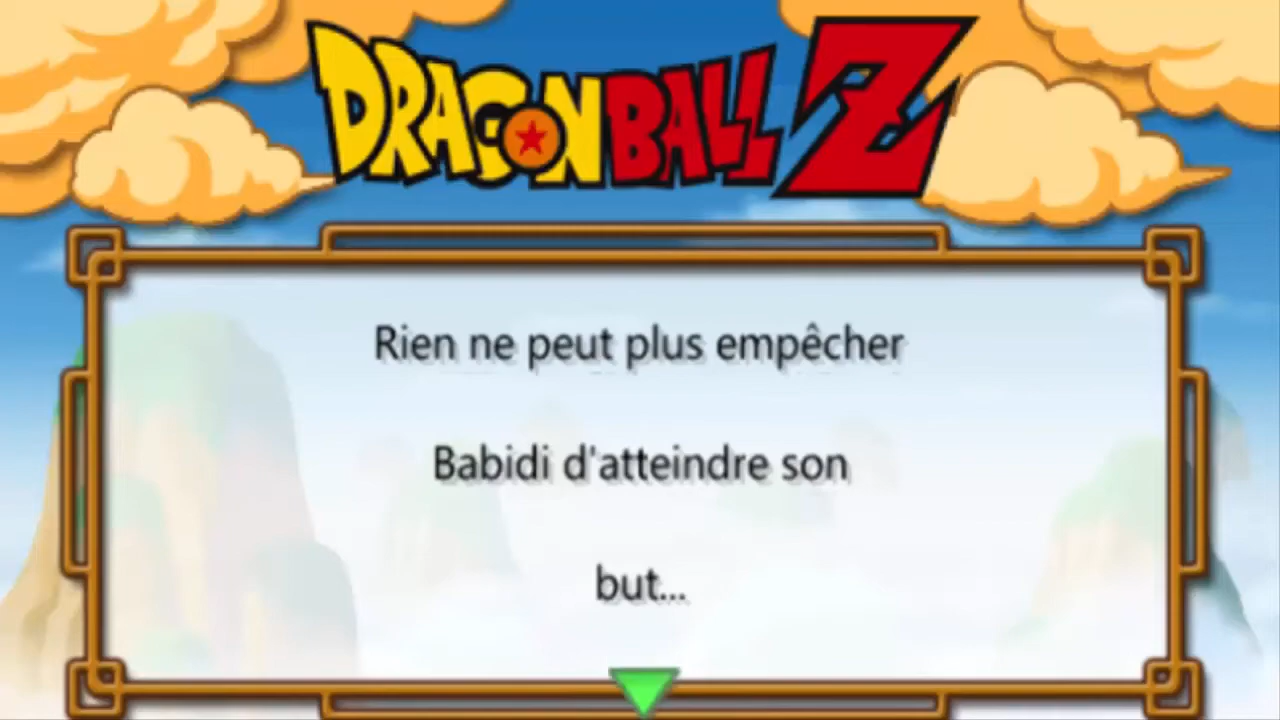 DRAGON BALL Z
Rien ne peut plus empêcher
Babidi d'atteindre son
but...